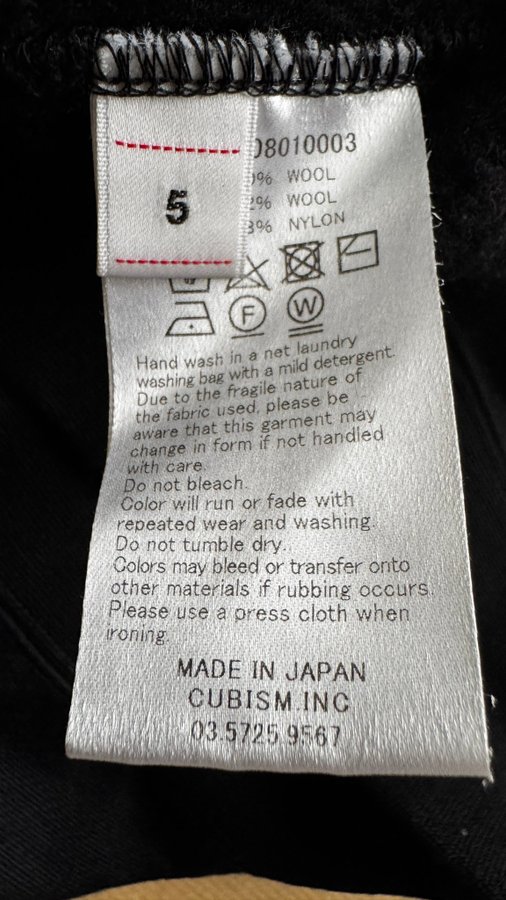 5
08010003
% WOOL
% WOOL
3% NYLON
F W
Hand wash in a net laundry
washing bag with a mild detergent.
Due to the fragile nature of
the fabric used, please be
aware that this garment may
change in form if not handled
with care.
Do not bleach.
Color will run or fade with
repeated wear and washing.
Do not tumble dry.
Colors may bleed or transfer onto
other materials if rubbing occurs.
Please use a press cloth when
ironing.
MADE IN JAPAN
CUBISM.INC
03.5725.9567